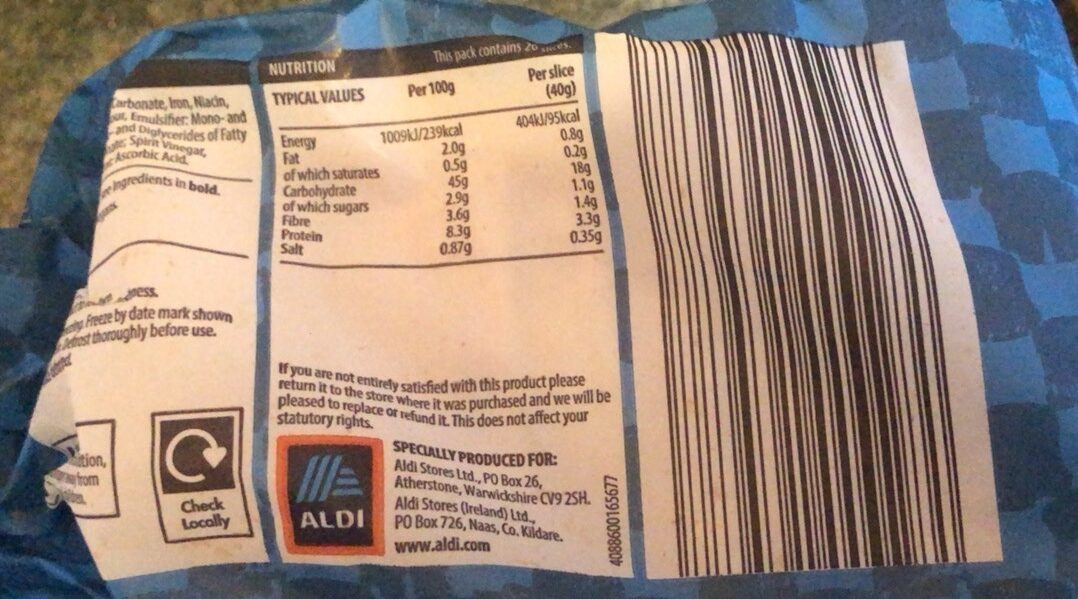 Carbonate, Iron, Niacin,
Emulsifier: Mono- and
and Diglycerides of Fatty
Spirit Vinegar,
Ascorbic Acid.
ingredients in bold.
Freeze by date mark shown
Defrost thoroughly before use.
from
Check
Locally
NUTRITION
This pack contains
TYPICAL VALUES Per 100g Per slice
(40g)
Energy 1009kJ/239kcal 404kJ/95kcal
Fat 2.0g 0.8g
of which saturates 0.5g 0.2g
Carbohydrate 45g 18g
of which sugars 2.9g 1.1g
Fibre 3.6g 1.4g
Protein 8.3g 3.3g
Salt 0.87g 0.35g
If you are not entirely satisfied with this product please
return it to the store where it was purchased and we will be
pleased to replace or refund it. This does not affect your
statutory rights.
ALDI
SPECIALLY PRODUCED FOR:
Aldi Stores Ltd., PO Box 26,
Atherstone, Warwickshire CV9 2SH.
Aldi Stores (Ireland) Ltd.,
PO Box 726, Naas, Co. Kildare.
www.aldi.com
4088600165677